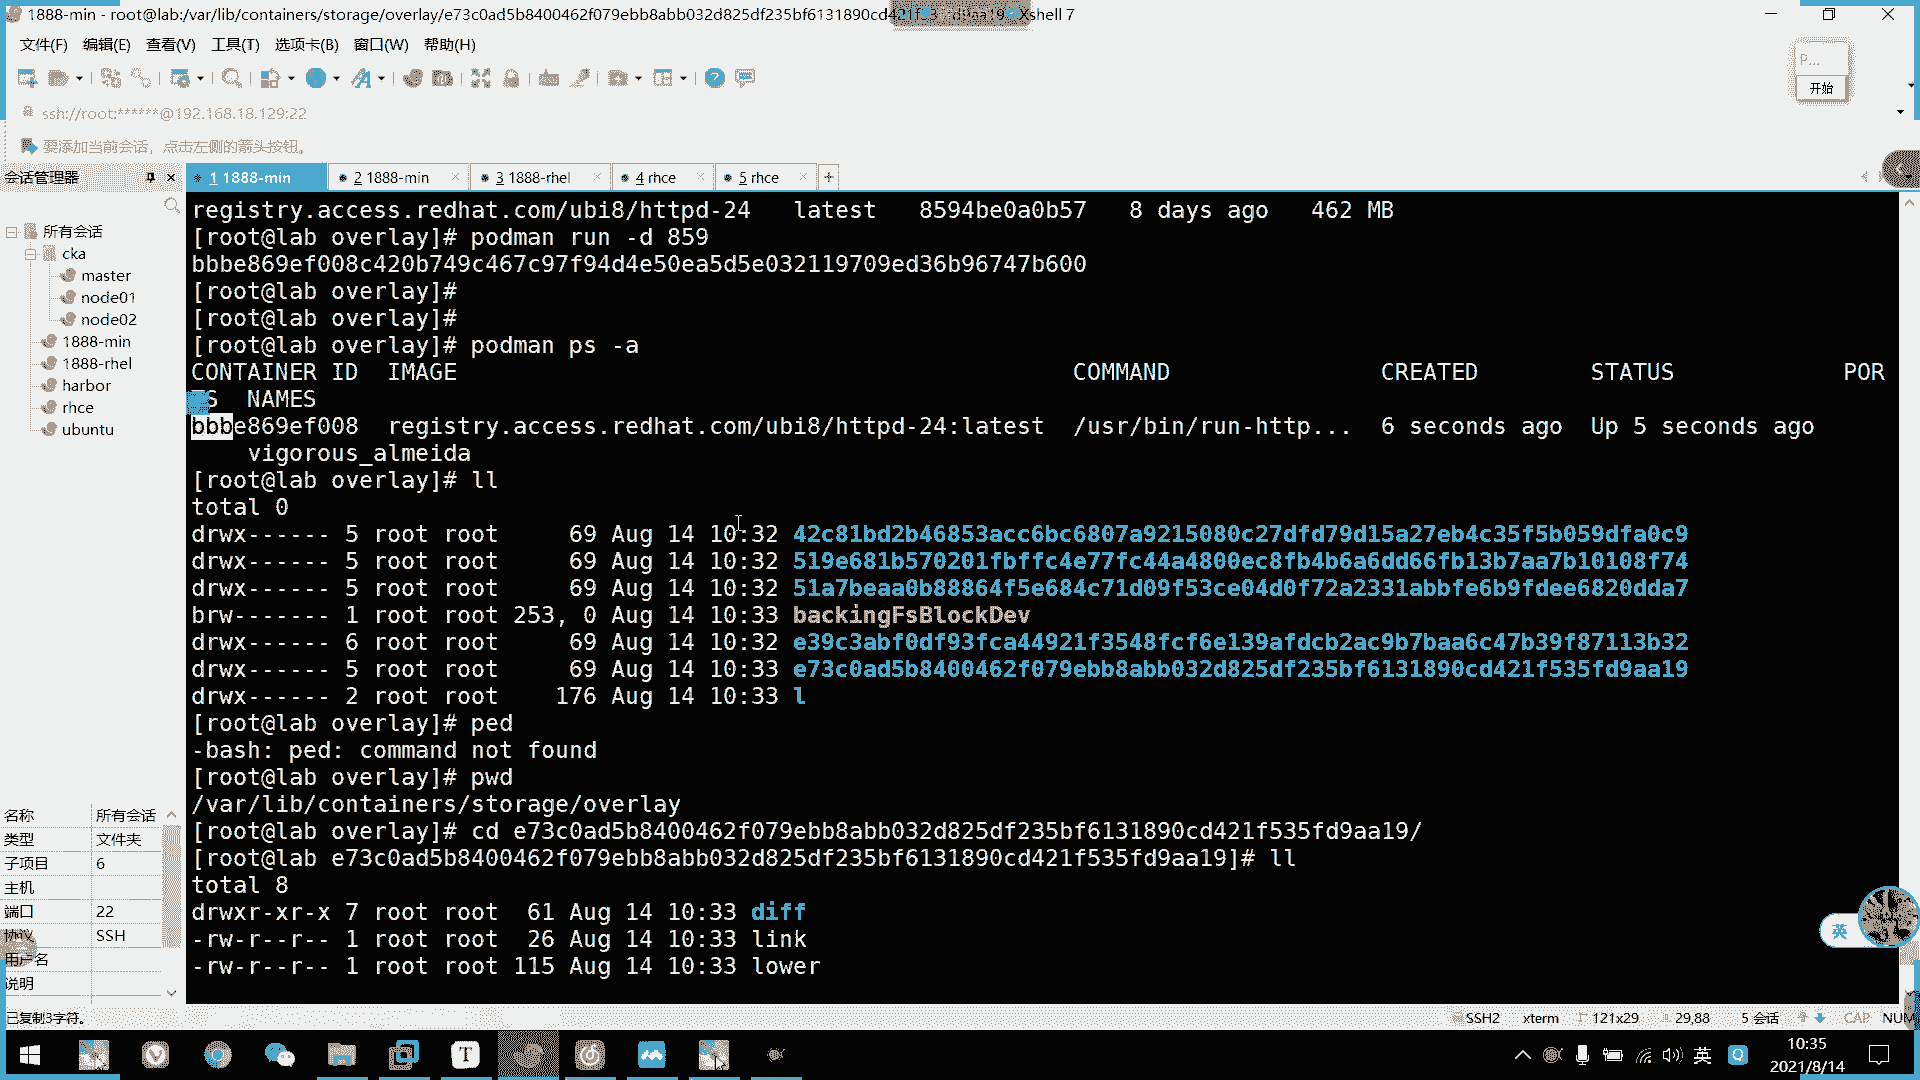 1888-min - root@lab:/var/lib/containers/storage/overlay/e73c0ad5b8400462f079ebb8abb032d825df235bf6131890cd421f53 d9aa19 - Xshell 7
文件(F) 编辑(E) 查看(V) 工具(T) 选项卡(B) 窗口(W) 帮助(H)
P...
开始
ssh://root:******@192.168.18.129:22
要添加当前会话，点击左侧的箭头按钮。
会话管理器
1 1888-min
2 1888-min
3 1888-rhel
4 rhce
5 rhce
所有会话
cka
master
node01
node02
1888-min
1888-rhel
harbor
rhce
ubuntu
registry.access.redhat.com/ubi8/httpd-24 latest 8594be0a0b57 8 days ago 462 MB
[root@lab overlay]# podman run -d 859
bbbe869ef008c420b749c467c97f94d4e50ea5d5e032119709ed36b96747b600
[root@lab overlay]#
[root@lab overlay]#
[root@lab overlay]# podman ps -a
CONTAINER ID IMAGE COMMAND CREATED STATUS POR
TS NAMES
bbbe869ef008 registry.access.redhat.com/ubi8/httpd-24:latest /usr/bin/run-http... 6 seconds ago Up 5 seconds ago
vigorous_almeida
[root@lab overlay]# ll
total 0
drwx------ 5 root root 69 Aug 14 10:32 42c81bd2b46853acc6bc6807a9215080c27dfd79d15a27eb4c35f5b059dfa0c9
drwx------ 5 root root 69 Aug 14 10:32 519e681b570201fbffc4e77fc44a4800ec8fb4b6a6dd66fb13b7aa7b10108f74
drwx------ 5 root root 69 Aug 14 10:32 51a7beaa0b88864f5e684c71d09f53ce04d0f72a2331abbfe6b9fdee6820dda7
brw------- 1 root root 253, 0 Aug 14 10:33 backingFsBlockDev
drwx------ 6 root root 69 Aug 14 10:32 e39c3abf0df93fca44921f3548fcf6e139afdcb2ac9b7baa6c47b39f87113b32
drwx------ 5 root root 69 Aug 14 10:33 e73c0ad5b8400462f079ebb8abb032d825df235bf6131890cd421f535fd9aa19
drwx------ 2 root root 176 Aug 14 10:33 l
[root@lab overlay]# ped
-bash: ped: command not found
[root@lab overlay]# pwd
/var/lib/containers/storage/overlay
[root@lab overlay]# cd e73c0ad5b8400462f079ebb8abb032d825df235bf6131890cd421f535fd9aa19/
[root@lab e73c0ad5b8400462f079ebb8abb032d825df235bf6131890cd421f535fd9aa19]# ll
total 8
drwxr-xr-x 7 root root 61 Aug 14 10:33 diff
-rw-r--r-- 1 root root 26 Aug 14 10:33 link
-rw-r--r-- 1 root root 115 Aug 14 10:33 lower
名称 所有会话
类型 文件夹
子项目 6
主机
端口 22
协议 SSH
用户名
说明
英
已复制3字符。
SSH2 xterm 121x29 29,88 5 会话 CAP NUM
英
10:35
2021/8/14